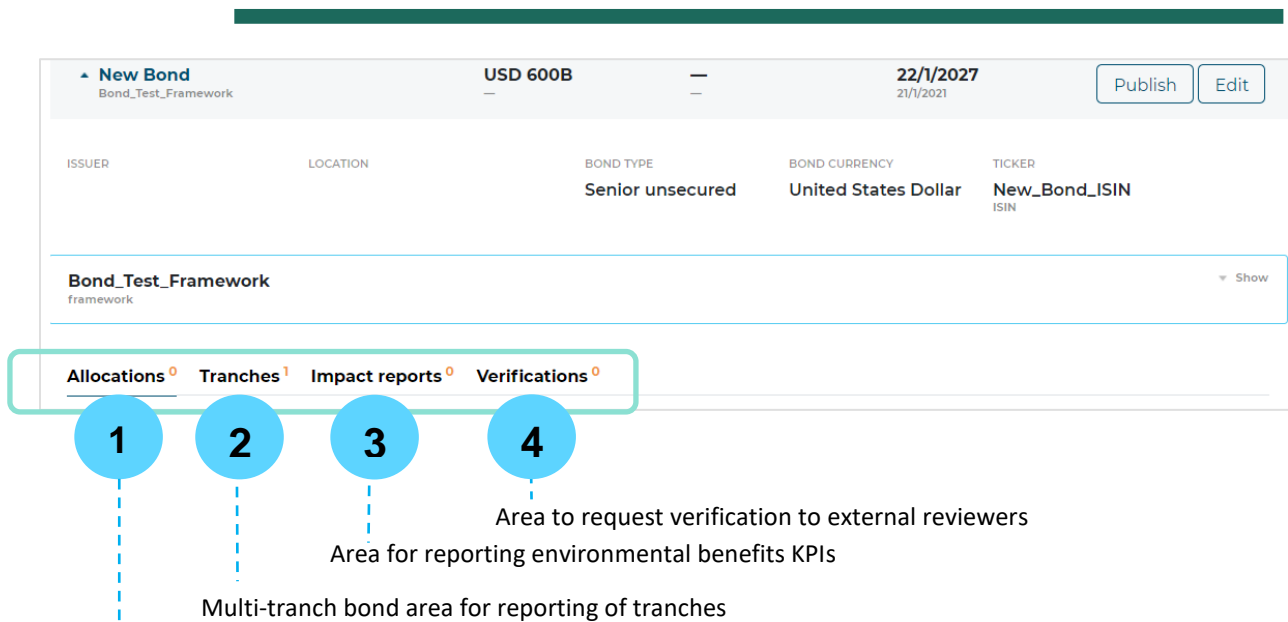 ▲ New Bond USD 600B — 22/1/2027 Publish Edit
Bond_Test_Framework — — 21/1/2021
ISSUER LOCATION BOND TYPE BOND CURRENCY TICKER
Senior unsecured United States Dollar New_Bond_ISIN
ISIN
Bond_Test_Framework ▼ Show
framework
Allocations 0 Tranches 1 Impact reports 0 Verifications 0
1 2 3 4
Area to request verification to external reviewers
Area for reporting environmental benefits KPIs
Multi-tranch bond area for reporting of tranches